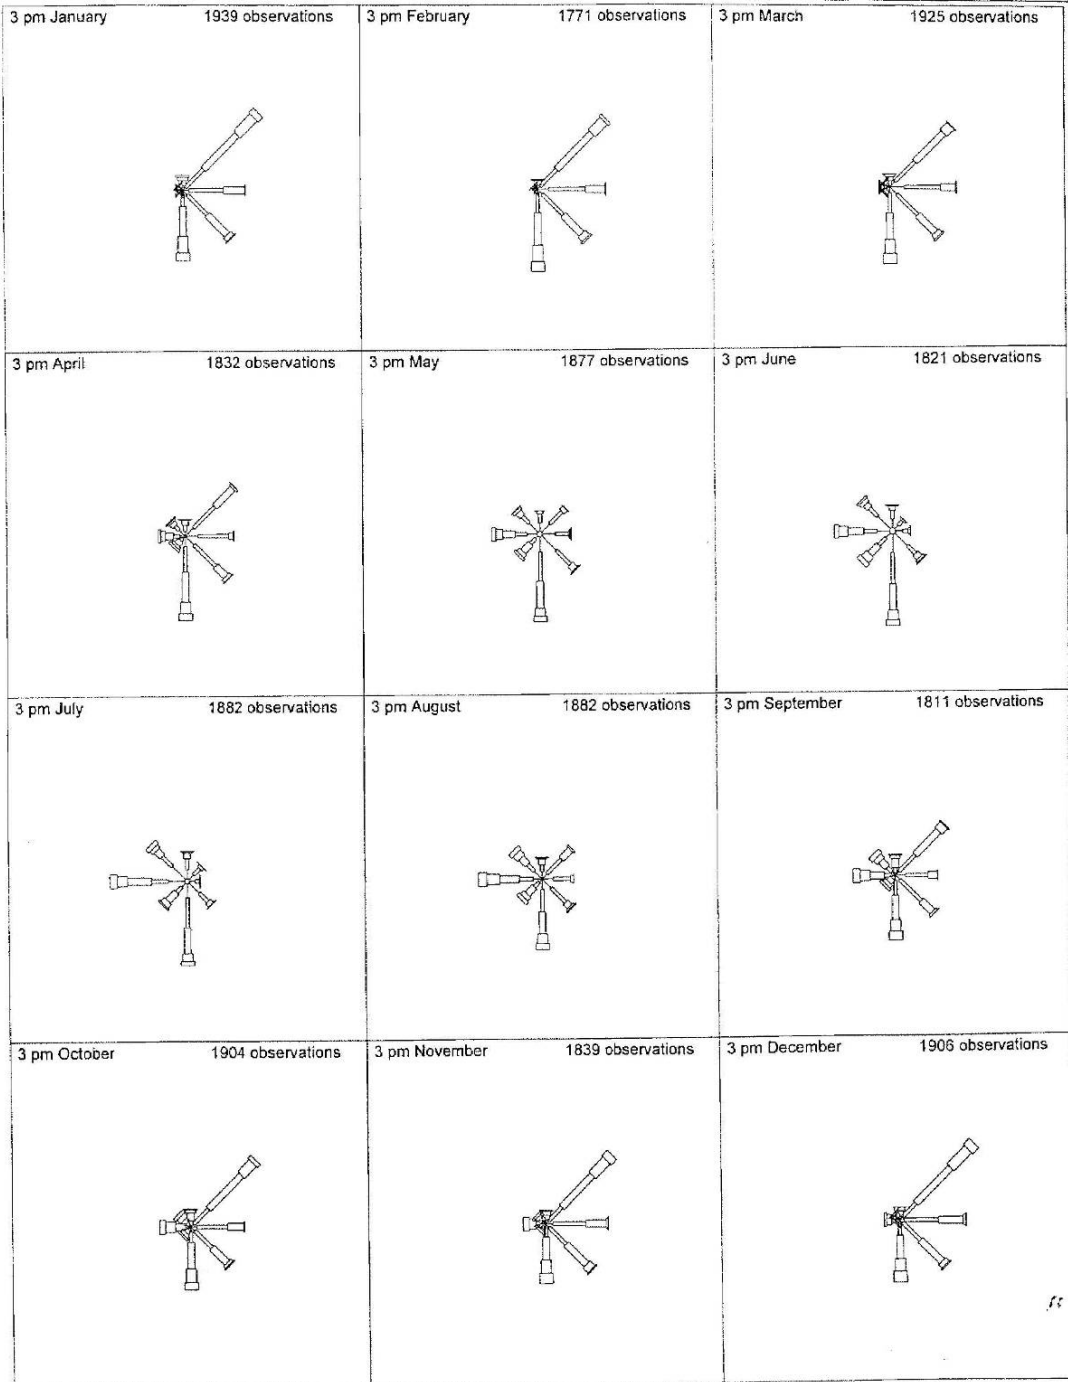 3 pm January 1939 observations
3 pm February 1771 observations
3 pm March 1925 observations
3 pm April 1832 observations
3 pm May 1877 observations
3 pm June 1821 observations
3 pm July 1882 observations
3 pm August 1882 observations
3 pm September 1811 observations
3 pm October 1904 observations
3 pm November 1839 observations
3 pm December 1906 observations